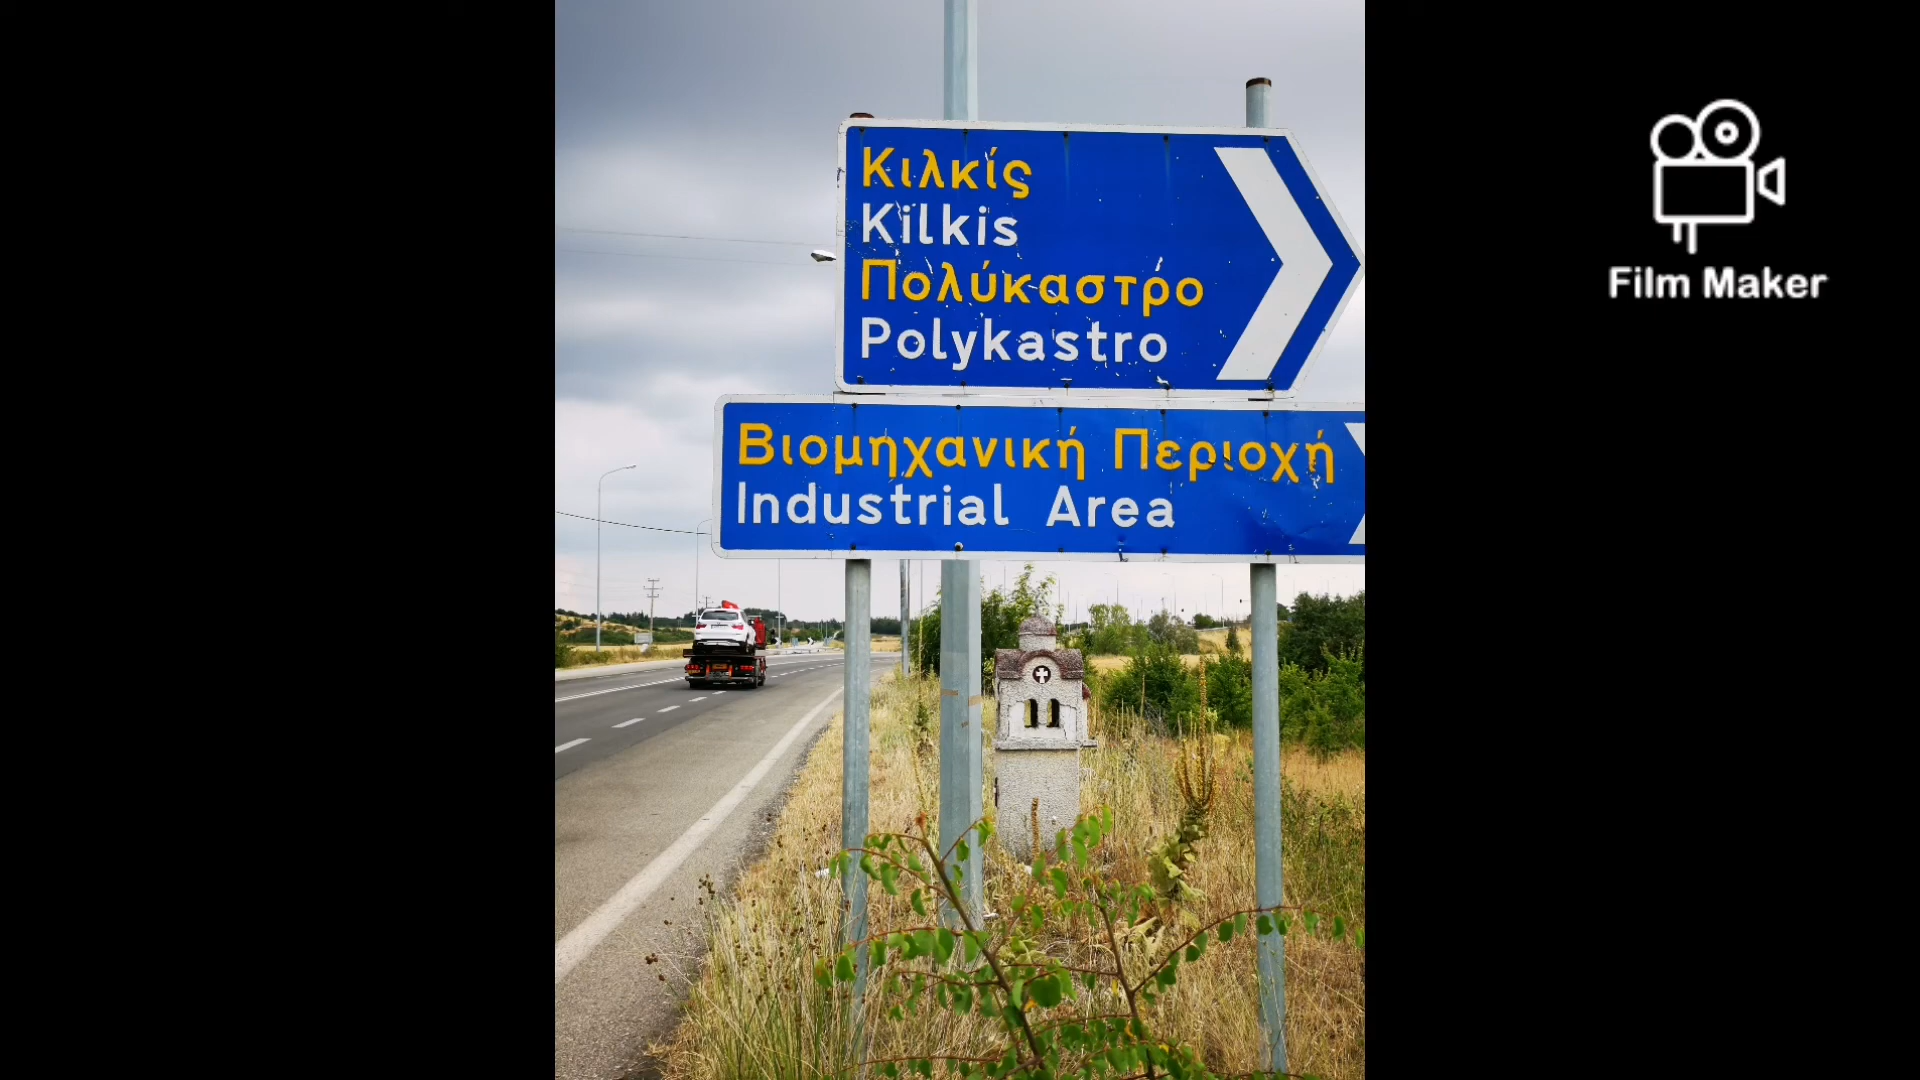 Κιλκίς
Kilkis
Πολύκαστρο
Polykastro
Βιομηχανική Περιοχή
Industrial Area
Film Maker